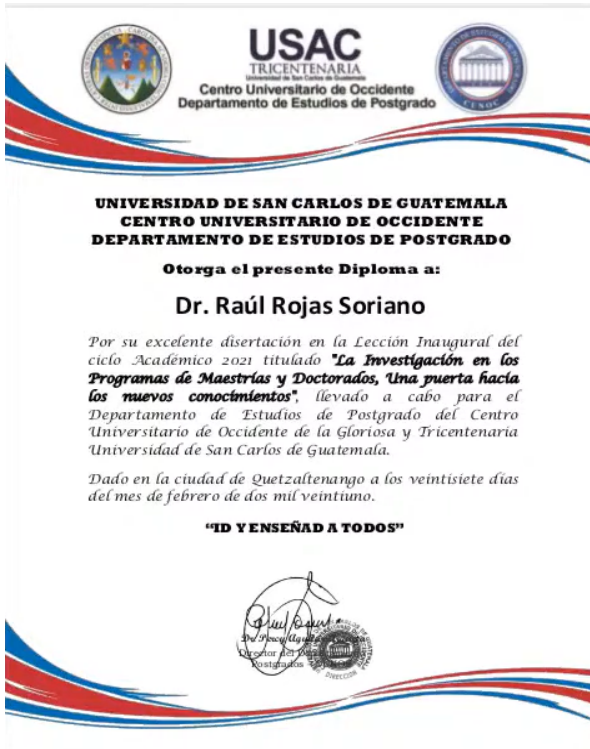 USAC
TRICENTENARIA
Universidad de San Carlos de Guatemala
Centro Universitario de Occidente
Departamento de Estudios de Postgrado
CUNOC
UNIVERSIDAD DE SAN CARLOS DE GUATEMALA
CENTRO UNIVERSITARIO DE OCCIDENTE
DEPARTAMENTO DE ESTUDIOS DE POSTGRADO
Otorga el presente Diploma a:
Dr. Raúl Rojas Soriano
Por su excelente disertación en la Lección Inaugural del
ciclo Académico 2021 titulado "La Investigación en los
Programas de Maestrías y Doctorados, Una puerta hacia
los nuevos conocimientos", llevado a cabo para el
Departamento de Estudios de Postgrado del Centro
Universitario de Occidente de la Gloriosa y Tricentenaria
Universidad de San Carlos de Guatemala.
Dado en la ciudad de Quetzaltenango a los veintisiete días
del mes de febrero de dos mil veintiuno.
“ID Y ENSEÑAD A TODOS”
Dr. Percy
Director del
Postgrados
DIRECCION